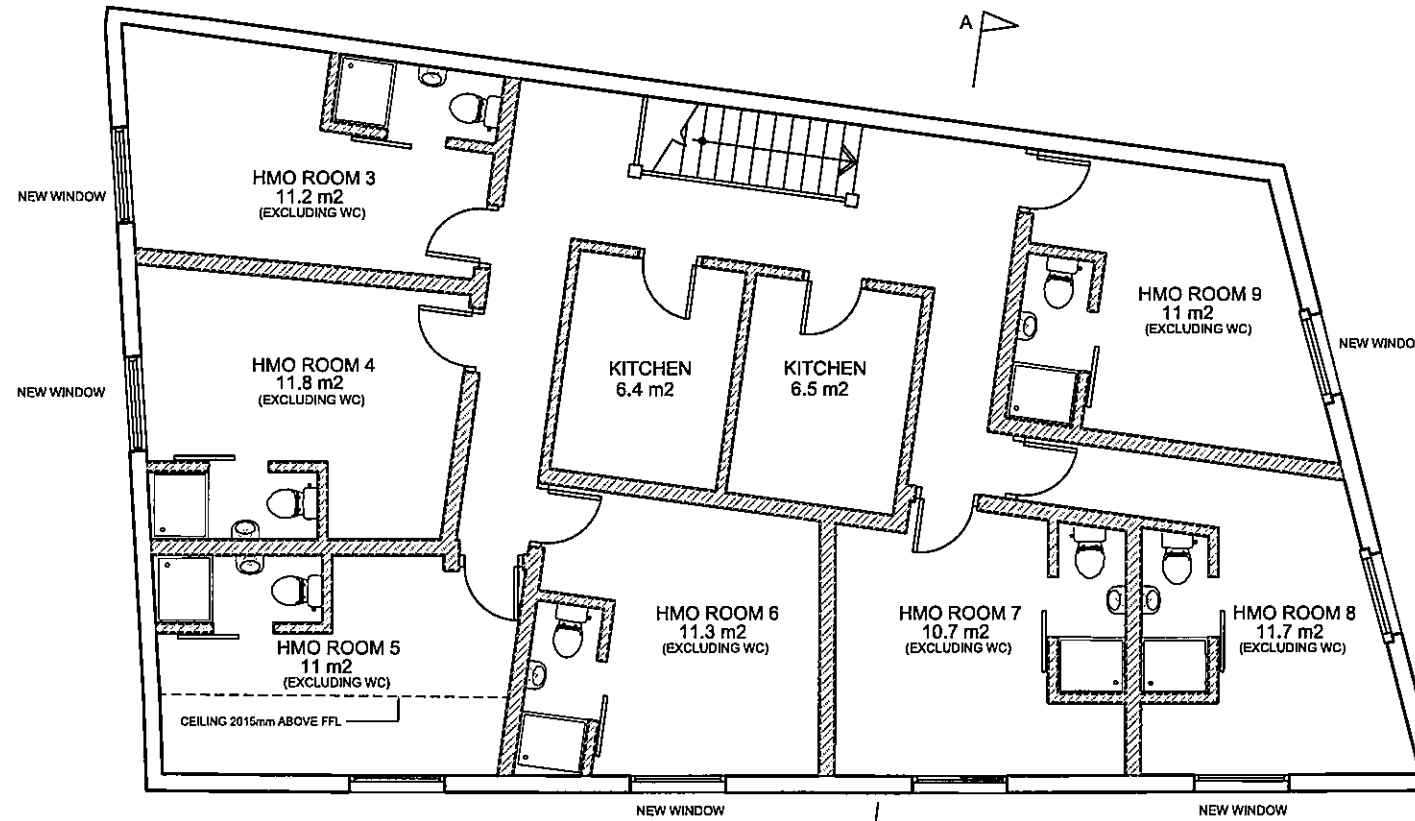 A
NEW WINDOW
HMO ROOM 3
11.2 m2
(EXCLUDING WC)
HMO ROOM 9
11 m2
(EXCLUDING WC)
NEW WINDO
NEW WINDOW
HMO ROOM 4
11.8 m2
(EXCLUDING WC)
KITCHEN
6.4 m2
KITCHEN
6.5 m2
HMO ROOM 5
11 m2
(EXCLUDING WC)
CEILING 2015mm ABOVE FFL
HMO ROOM 6
11.3 m2
(EXCLUDING WC)
HMO ROOM 7
10.7 m2
(EXCLUDING WC)
HMO ROOM 8
11.7 m2
(EXCLUDING WC)
NEW WINDOW
NEW WINDOW